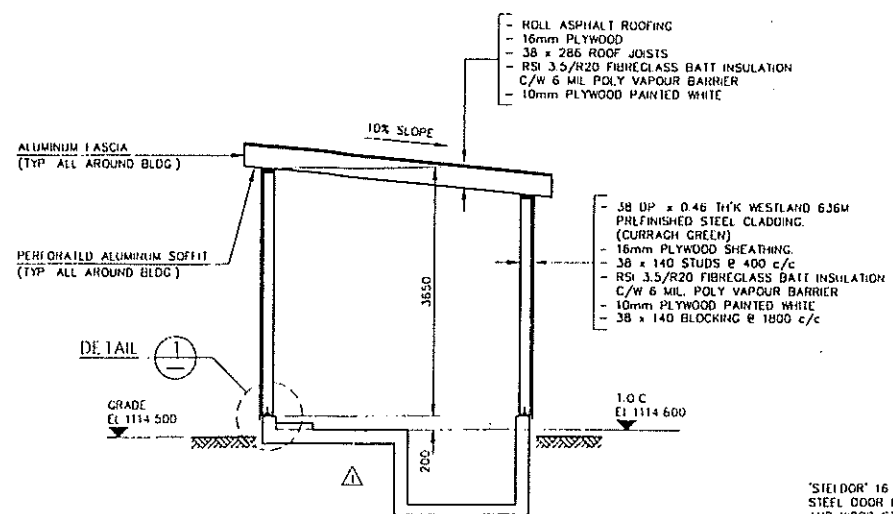 - ROLL ASPHALT ROOFING
- 16mm PLYWOOD
- 38 x 286 ROOF JOISTS
- RSI 3.5/R20 FIBREGLASS BATT INSULATION
C/W 6 MIL POLY VAPOUR BARRIER
- 10mm PLYWOOD PAINTED WHITE
10% SLOPE
ALUMINUM FASCIA
(TYP ALL AROUND BLDG)
- 38 DP x 0.46 TH'K WESTLAND 636M
PREFINISHED STEEL CLADDING.
(CURRAGH GREEN)
- 16mm PLYWOOD SHEATHING.
- 38 x 140 STUDS @ 400 c/c
- RSI 3.5/R20 FIBREGLASS BATT INSULATION
C/W 6 MIL. POLY VAPOUR BARRIER
- 10mm PLYWOOD PAINTED WHITE
- 38 x 140 BLOCKING @ 1800 c/c
PERFORATED ALUMINUM SOFFIT
(TYP ALL AROUND BLDG)
3650
DETAIL 1
GRADE
EL 1114 500
T.O C
EL 1114 600
200
1
"STELDOR" 16
STEEL DOOR